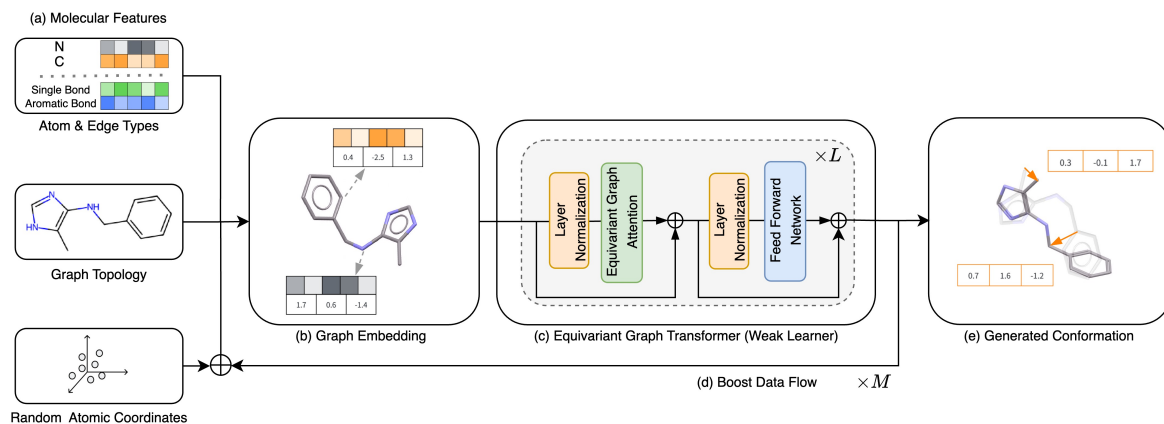 (a) Molecular Features
N
C
Single Bond
Aromatic Bond
Atom & Edge Types
N
NH
N
HN
Graph Topology
Random Atomic Coordinates
0.4 -2.5 1.3
1.7 0.6 -1.4
(b) Graph Embedding
×L
Layer
Normalization
Equivariant Graph
Attention
Layer
Normalization
Feed Forward
Network
(c) Equivariant Graph Transformer (Weak Learner)
(d) Boost Data Flow ×M
0.3 -0.1 1.7
0.7 1.6 -1.2
(e) Generated Conformation